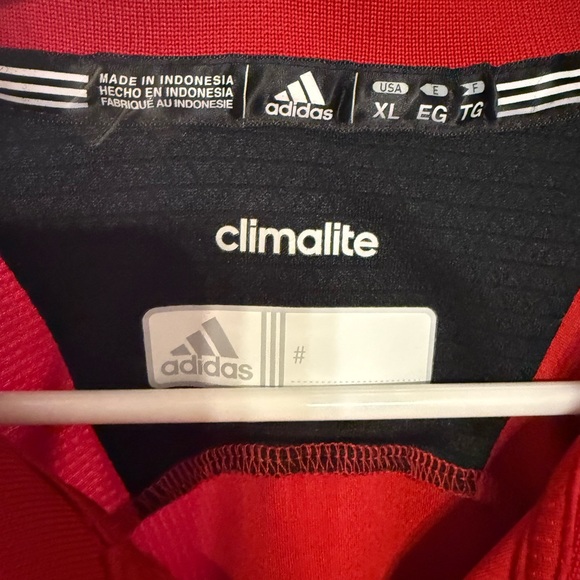 MADE IN INDONESIA
HECHO EN INDONESIA
FABRIQUÉ AU INDONESIE
adidas
USA E F
XL EG TG
climalite
adidas
#